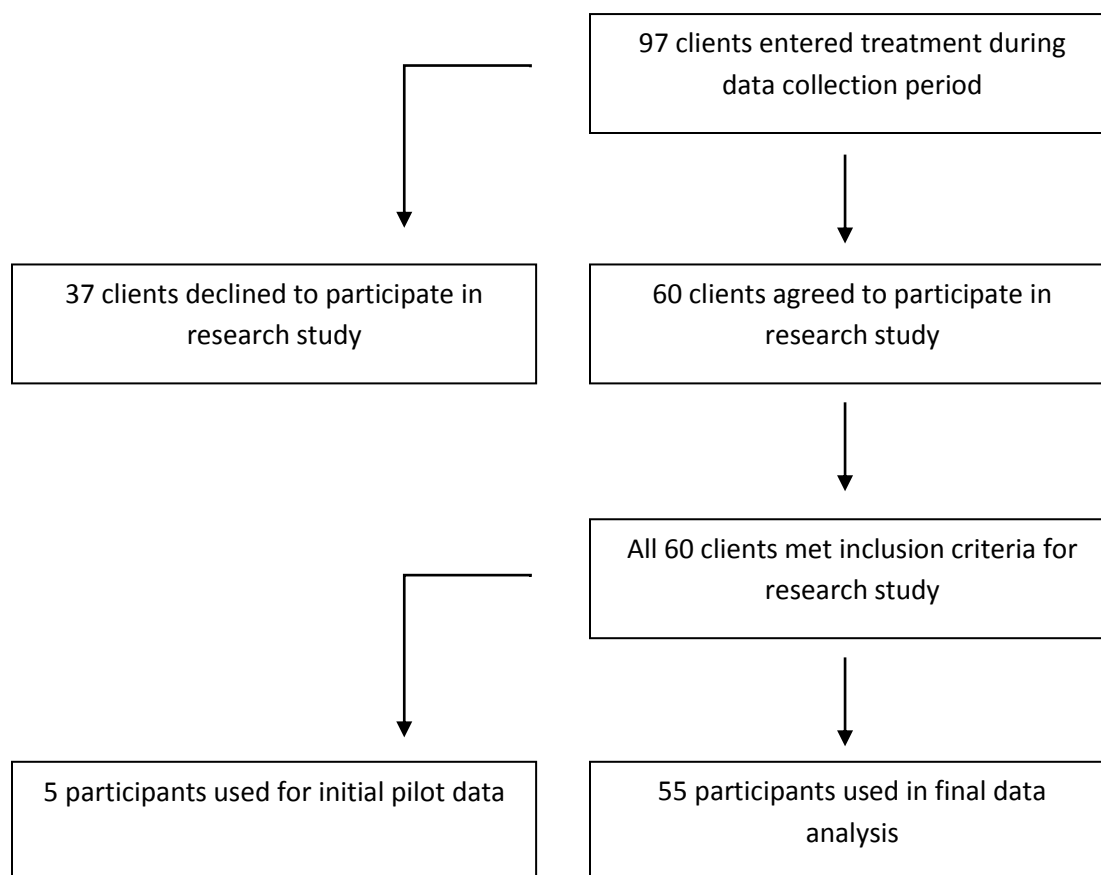 97 clients entered treatment during
data collection period
37 clients declined to participate in
research study
60 clients agreed to participate in
research study
All 60 clients met inclusion criteria for
research study
5 participants used for initial pilot data
55 participants used in final data
analysis